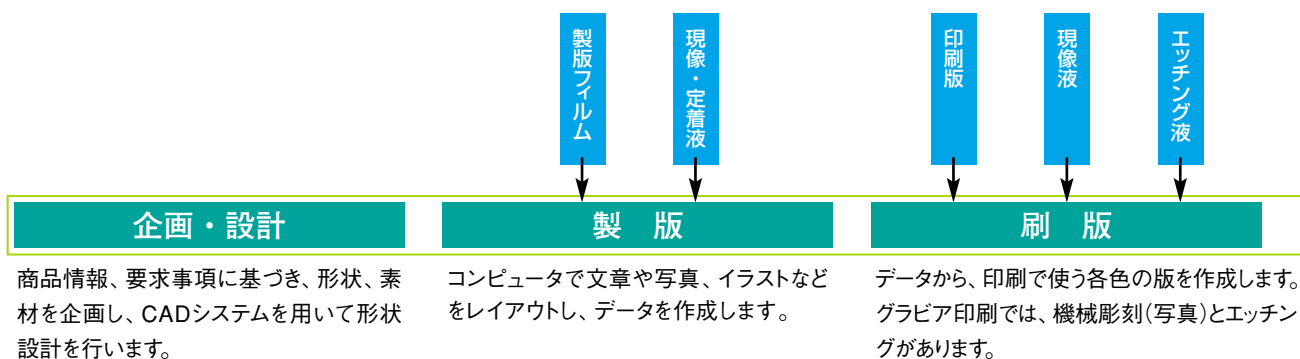 製版フィルム
現像・定着液
印刷版
現像液
エッチング液
企画・設計
製 版
刷 版
商品情報、要求事項に基づき、形状、素
材を企画し、CADシステムを用いて形状
設計を行います。
コンピュータで文章や写真、イラストなど
をレイアウトし、データを作成します。
データから、印刷で使う各色の版を作成します。
グラビア印刷では、機械彫刻(写真)とエッチン
グがあります。